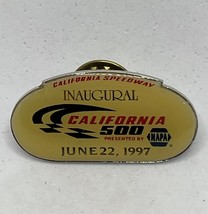 CALIFORNIA SPEEDWAY
INAUGURAL
CALIFORNIA
500
PRESENTED BY
NAPA
JUNE 22, 1997